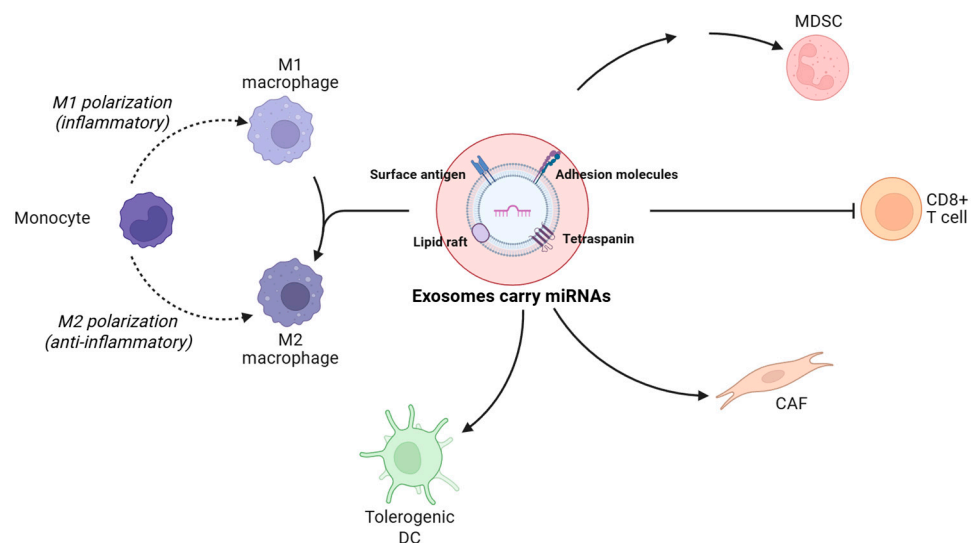 MDSC
M1
macrophage
M1 polarization
(inflammatory)
Surface antigen
Adhesion molecules
Monocyte
CD8+
T cell
Lipid raft
Tetraspanin
Exosomes carry miRNAs
M2 polarization
(anti-inflammatory)
M2
macrophage
CAF
Tolerogenic
DC